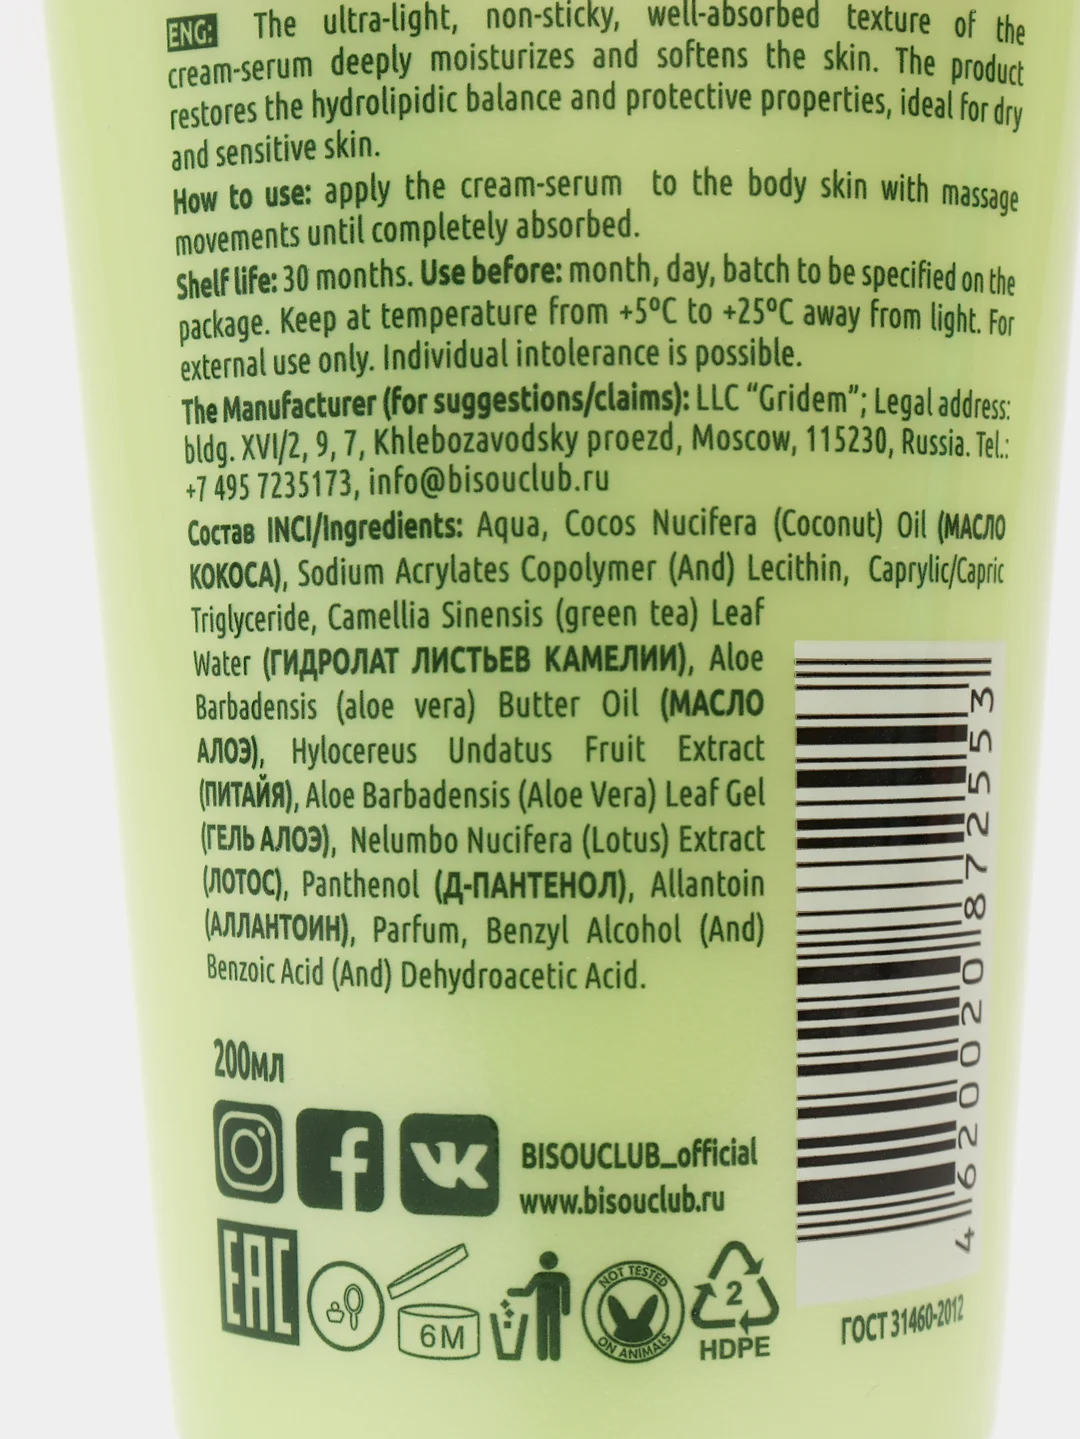 ENG: The ultra-light, non-sticky, well-absorbed texture of the
cream-serum deeply moisturizes and softens the skin. The product
restores the hydrolipidic balance and protective properties, ideal for dry
and sensitive skin.
How to use: apply the cream-serum to the body skin with massage
movements until completely absorbed.
Shelf life: 30 months. Use before: month, day, batch to be specified on the
package. Keep at temperature from +5ºC to +25ºC away from light. For
external use only. Individual intolerance is possible.
The Manufacturer (for suggestions/claims): LLC “Gridem”; Legal address:
bldg. XVI/2, 9, 7, Khlebozavodsky proezd, Moscow, 115230, Russia. Tel.:
+7 495 7235173, info@bisouclub.ru
Состав INCI/Ingredients: Aqua, Cocos Nucifera (Coconut) Oil (МАСЛО
КОКОСА), Sodium Acrylates Copolymer (And) Lecithin, Caprylic/Capric
Triglyceride, Camellia Sinensis (green tea) Leaf
Water (ГИДРОЛАТ ЛИСТЬЕВ КАМЕЛИИ), Aloe
Barbadensis (aloe vera) Butter Oil (МАСЛО
АЛОЭ), Hylocereus Undatus Fruit Extract
(ПИТАЙЯ), Aloe Barbadensis (Aloe Vera) Leaf Gel
(ГЕЛЬ АЛОЭ), Nelumbo Nucifera (Lotus) Extract
(ЛОТОС), Panthenol (Д-ПАНТЕНОЛ), Allantoin
(АЛЛАНТОИН), Parfum, Benzyl Alcohol (And)
Benzoic Acid (And) Dehydroacetic Acid.
4620020872553
200мл
BISOUCLUB_official
www.bisouclub.ru
EAC
6M
NOT TESTED
ON ANIMALS
2
HDPE
ГОСТ 31460-2012